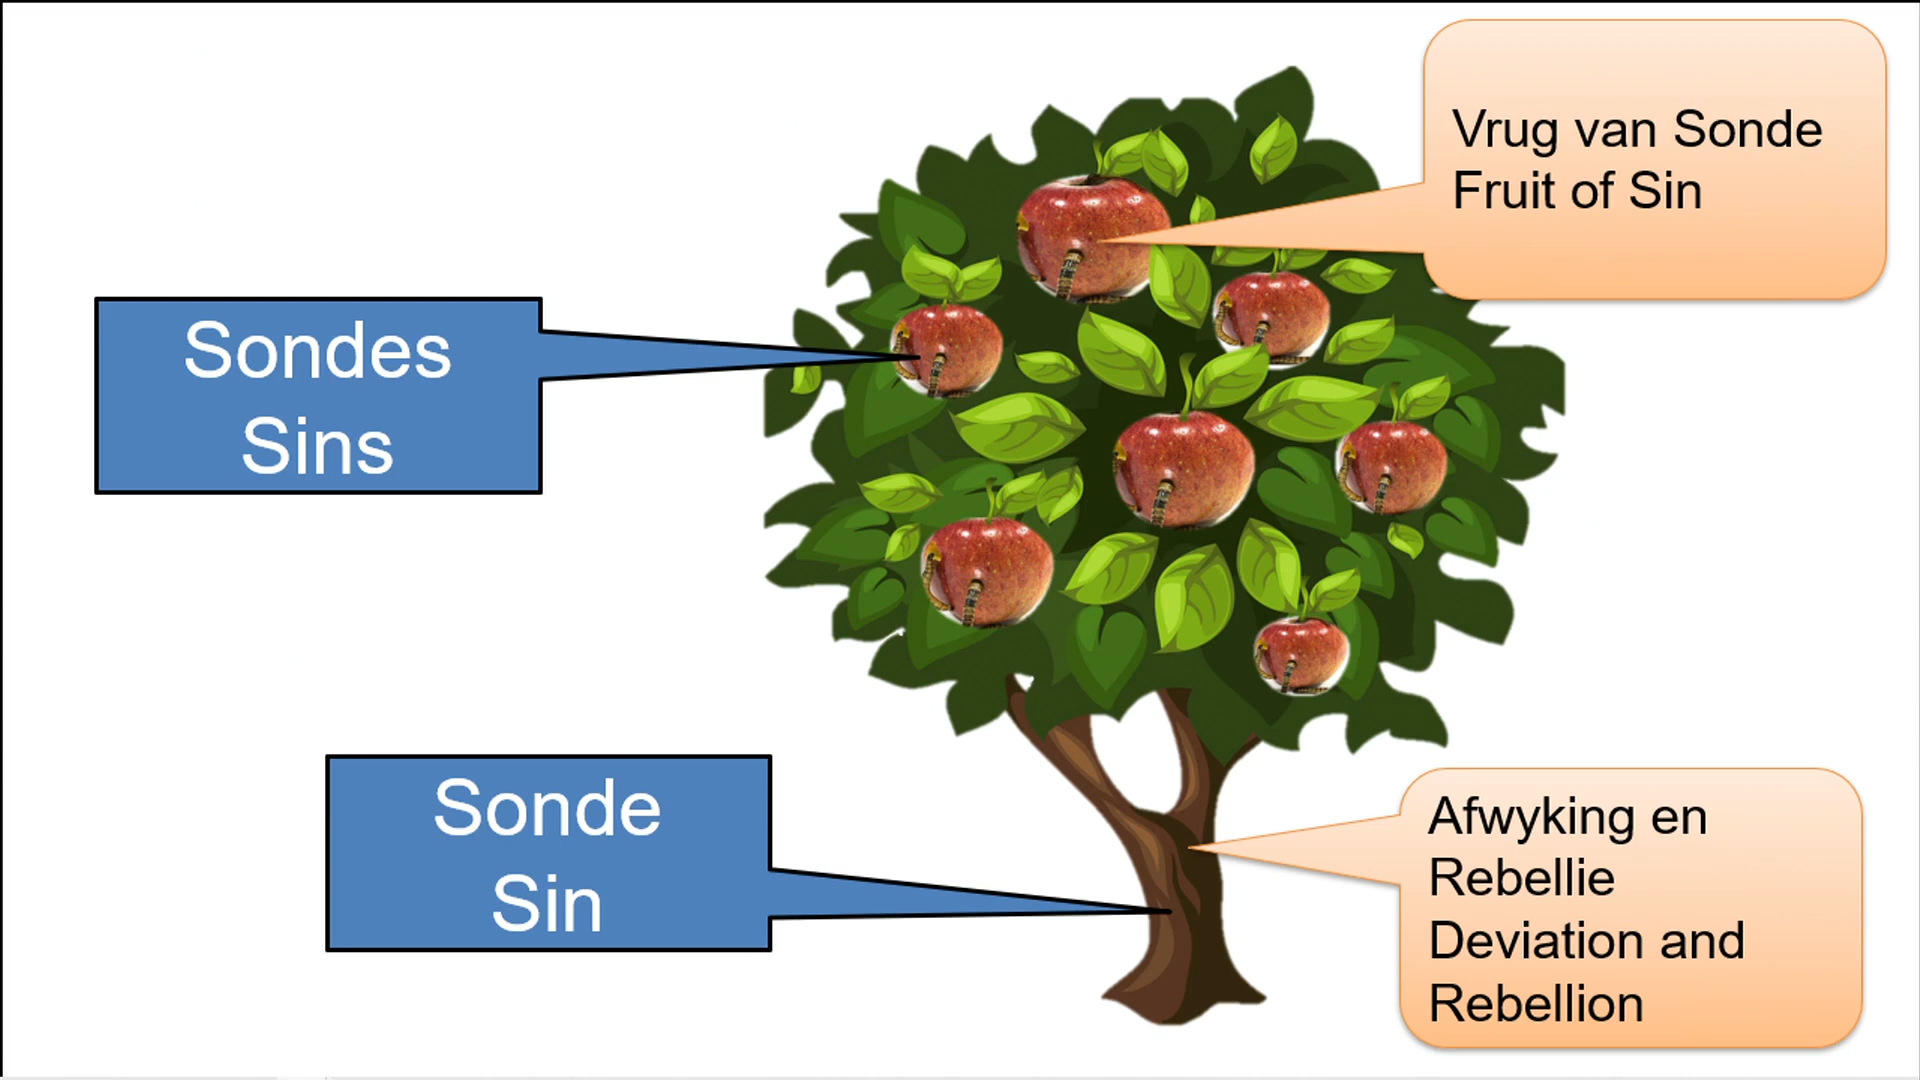 Vrug van Sonde
Fruit of Sin
Sondes
Sins
Sonde
Sin
Afwyking en
Rebellie
Deviation and
Rebellion